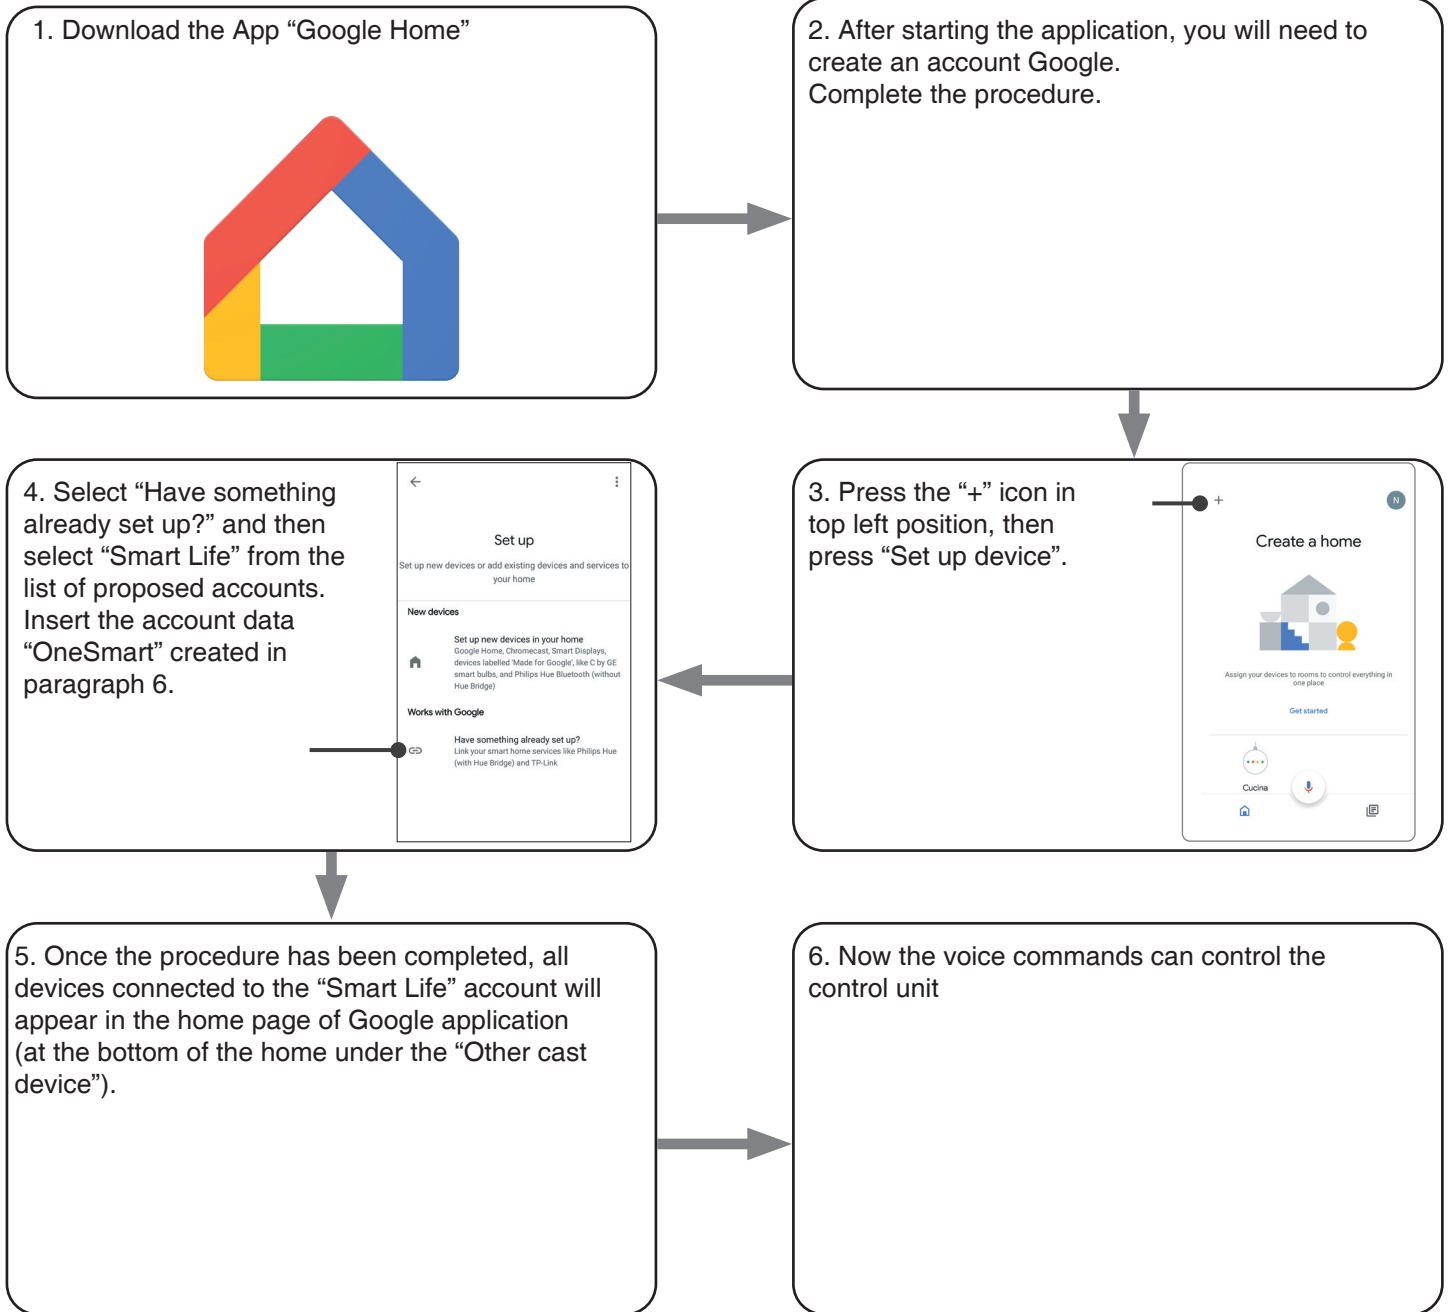 1. Download the App “Google Home”
2. After starting the application, you will need to
create an account Google.
Complete the procedure.
3. Press the “+” icon in
top left position, then
press “Set up device”.
+
N
Create a home
Assign your devices to rooms to control everything in
one place
Get started
Cucina
4. Select “Have something
already set up?” and then
select “Smart Life” from the
list of proposed accounts.
Insert the account data
“OneSmart” created in
paragraph 6.
Set up
Set up new devices or add existing devices and services to
your home
New devices
Set up new devices in your home
Google Home, Chromecast, Smart Displays,
devices labelled 'Made for Google', like C by GE
smart bulbs, and Philips Hue Bluetooth (without
Hue Bridge)
Works with Google
Have something already set up?
Link your smart home services like Philips Hue
(with Hue Bridge) and TP-Link
5. Once the procedure has been completed, all
devices connected to the “Smart Life” account will
appear in the home page of Google application
(at the bottom of the home under the “Other cast
device”).
6. Now the voice commands can control the
control unit